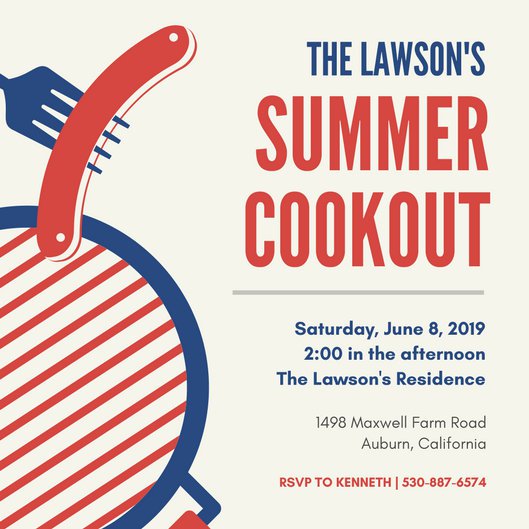 THE LAWSON'S
SUMMER
COOKOUT
Saturday, June 8, 2019
2:00 in the afternoon
The Lawson's Residence
1498 Maxwell Farm Road
Auburn, California
RSVP TO KENNETH | 530-887-6574